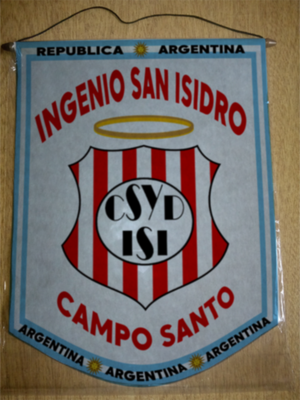 REPUBLICA ARGENTINA
INGENIO SAN ISIDRO
CSYD
ISI
CAMPO SANTO
ARGENTINA ARGENTINA ARGENTINA